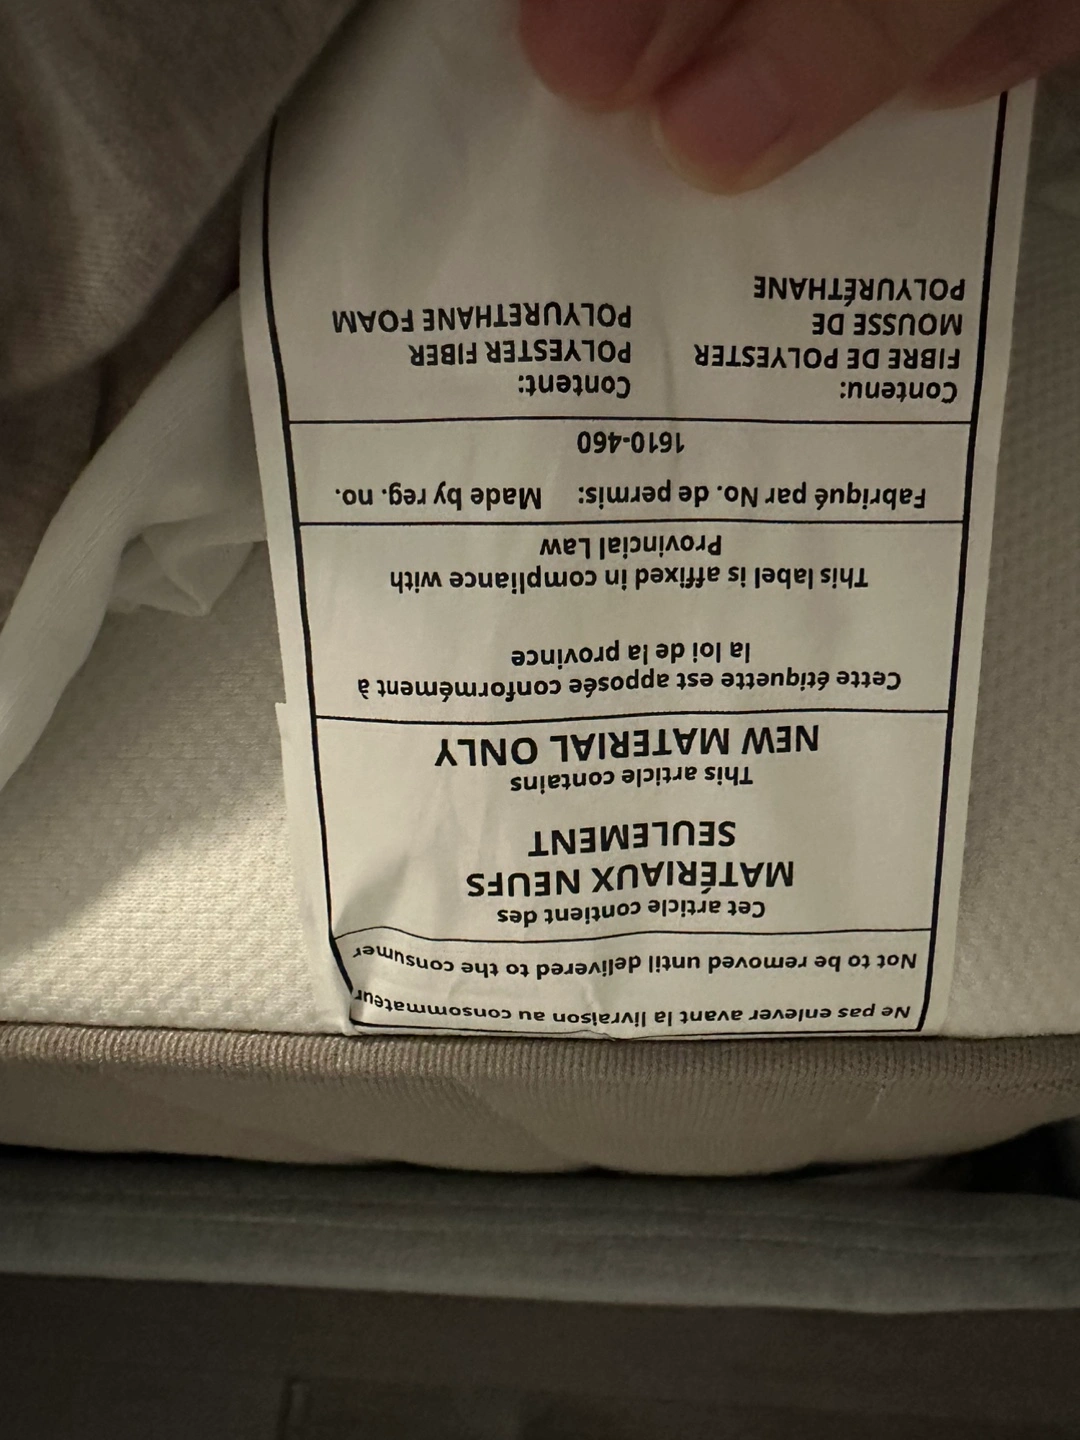 Ne pas enlever avant la livraison au consommateur
Not to be removed until delivered to the consumer
Cet article contient des
MATÉRIAUX NEUFS
SEULEMENT
This article contains
NEW MATERIAL ONLY
Cette étiquette est apposée conformément à
la loi de la province
This label is affixed in compliance with
Provincial Law
Fabriqué par No. de permis: Made by reg. no.
1610-460
Contenu:
FIBRE DE POLYESTER
MOUSSE DE
POLYURÉTHANE
Content:
POLYESTER FIBER
POLYURETHANE FOAM